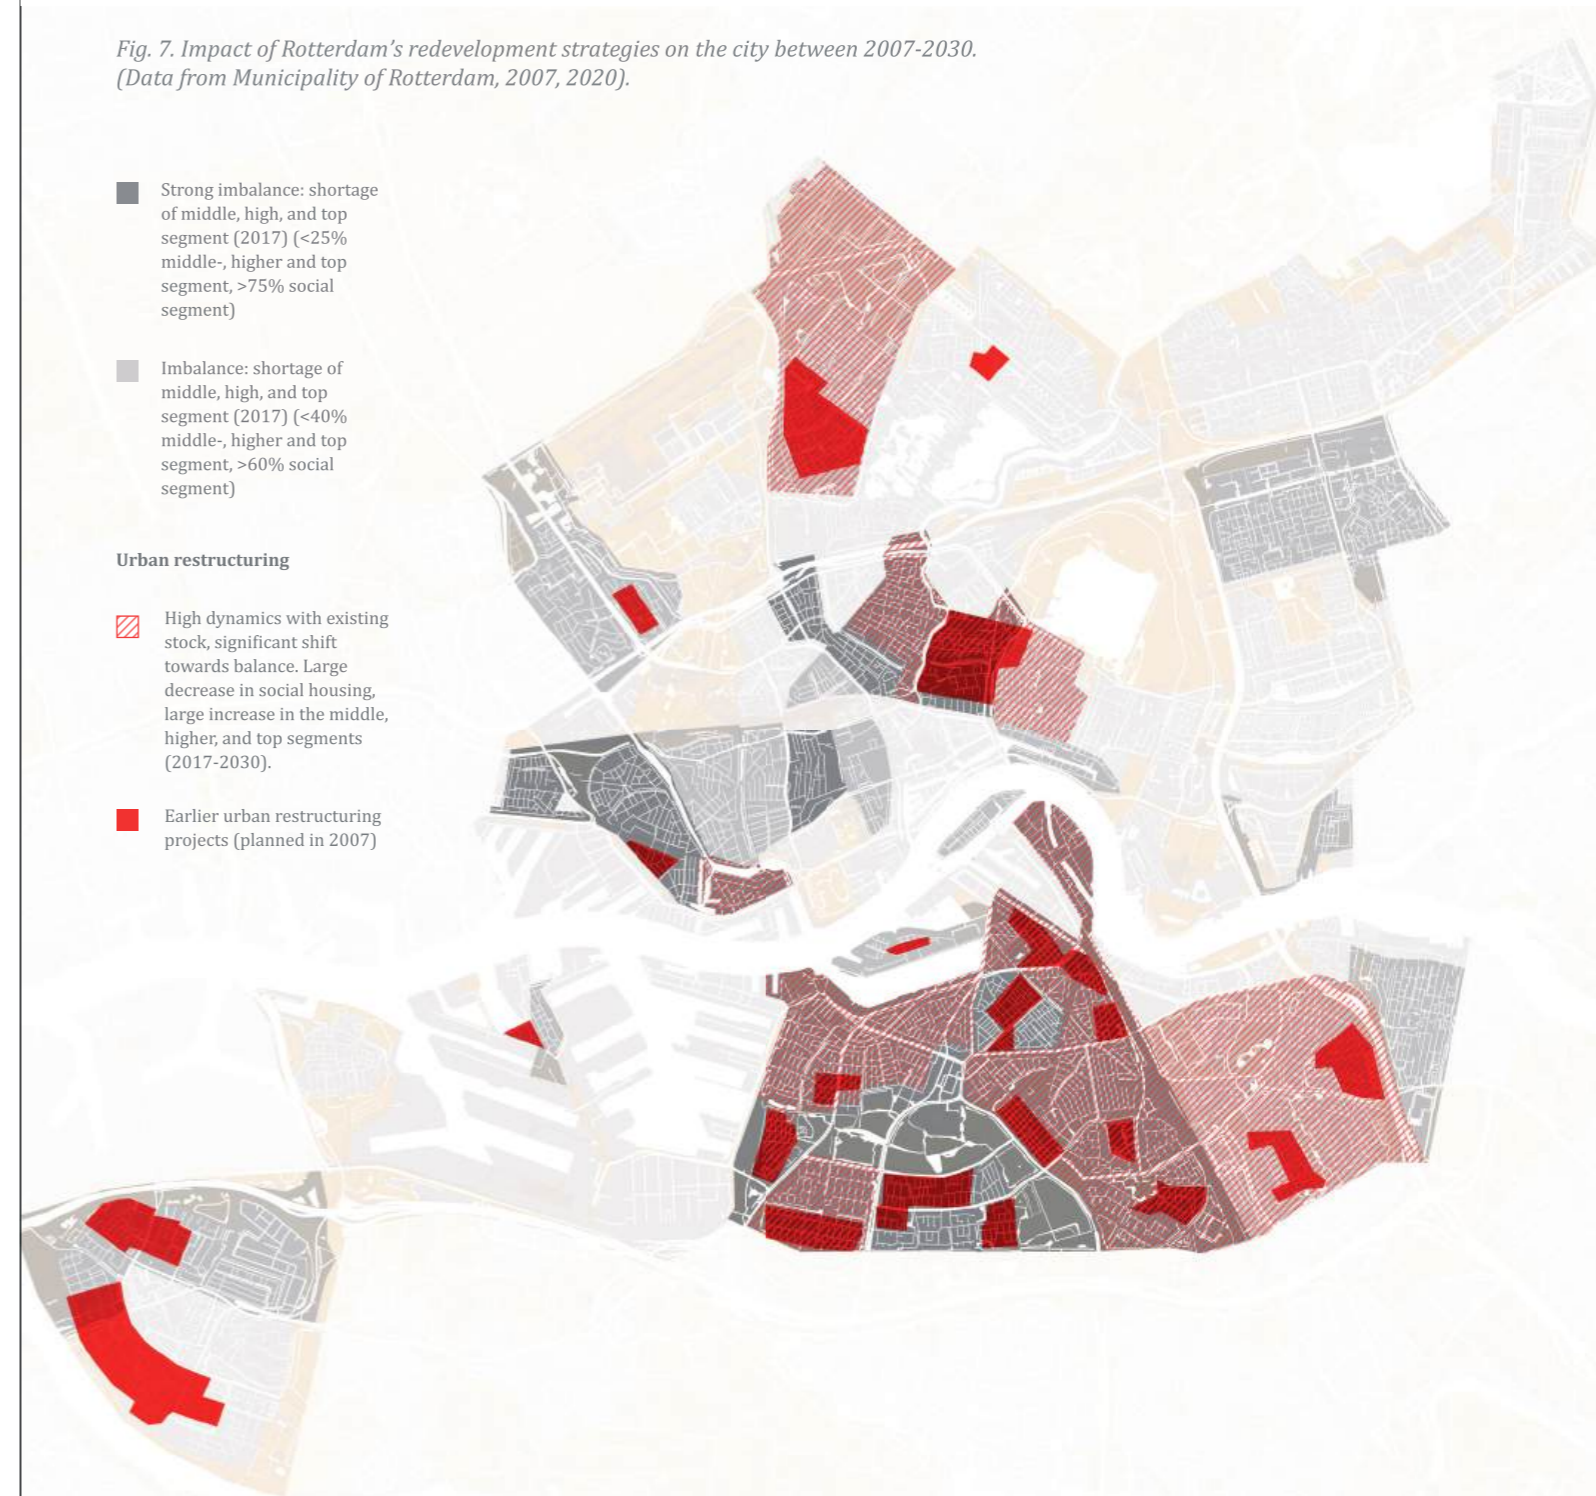 Fig. 7. Impact of Rotterdam's redevelopment strategies on the city between 2007-2030.
(Data from Municipality of Rotterdam, 2007, 2020).
Strong imbalance: shortage
of middle, high, and top
segment (2017) (<25%
middle-, higher and top
segment, >75% social
segment)
Imbalance: shortage of
middle, high, and top
segment (2017) (<40%
middle-, higher and top
segment, >60% social
segment)
Urban restructuring
High dynamics with existing
stock, significant shift
towards balance. Large
decrease in social housing,
large increase in the middle,
higher, and top segments
(2017-2030).
Earlier urban restructuring
projects (planned in 2007)